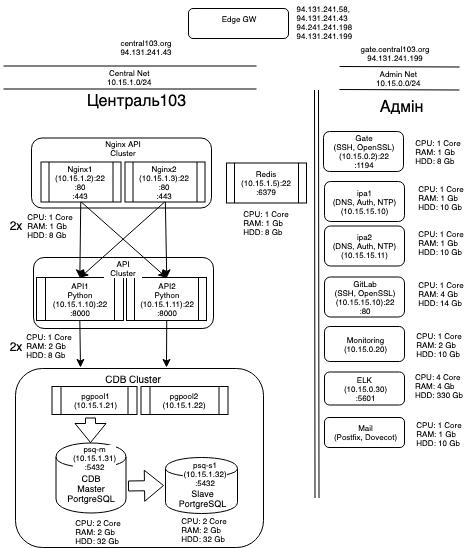 Edge GW
94.131.241.58,
94.131.241.43
94.241.241.198
94.131.241.199
central103.org
94.131.241.43
gate.central103.org
94.131.241.199
Central Net
10.15.1.0/24
Admin Net
10.15.0.0/24
Централь103
Адмін
Nginx API
Cluster
Nginx1
(10.15.1.2):22
:80
:443
Nginx2
(10.15.1.3):22
:80
:443
Redis
(10.15.1.5):22
:6379
2x
CPU: 1 Core
RAM: 1 Gb
HDD: 8 Gb
CPU: 1 Core
RAM: 1 Gb
HDD: 8 Gb
API
Cluster
API1
Python
(10.15.1.10):22
:8000
API2
Python
(10.15.1.11):22
:8000
2x
CPU: 1 Core
RAM: 2 Gb
HDD: 8 Gb
CDB Cluster
pgpool1
(10.15.1.21)
pgpool2
(10.15.1.22)
psq-m
(10.15.1.31)
:5432
CDB
Master
PortgreSQL
psq-s1
(10.15.1.32)
:5432
Slave
PortgreSQL
CPU: 2 Core
RAM: 2 Gb
HDD: 32 Gb
CPU: 2 Core
RAM: 2 Gb
HDD: 32 Gb
Gate
(SSH, OpenSSL)
(10.15.0.2):22
:1194
CPU: 1 Core
RAM: 1 Gb
HDD: 8 Gb
ipa1
(DNS, Auth, NTP)
(10.15.15.10)
CPU: 1 Core
RAM: 1 Gb
HDD: 10 Gb
ipa2
(DNS, Auth, NTP)
(10.15.15.11)
CPU: 1 Core
RAM: 1 Gb
HDD: 10 Gb
GitLab
(SSH, OpenSSL)
(10.15.15.10):22
:80
CPU: 1 Core
RAM: 4 Gb
HDD: 14 Gb
Monitoring
(10.15.0.20)
CPU: 1 Core
RAM: 2 Gb
HDD: 10 Gb
ELK
(10.15.0.30)
:5601
CPU: 4 Core
RAM: 4 Gb
HDD: 330 Gb
Mail
(Postfix, Dovecot)
CPU: 1 Core
RAM: 1 Gb
HDD: 10 Gb